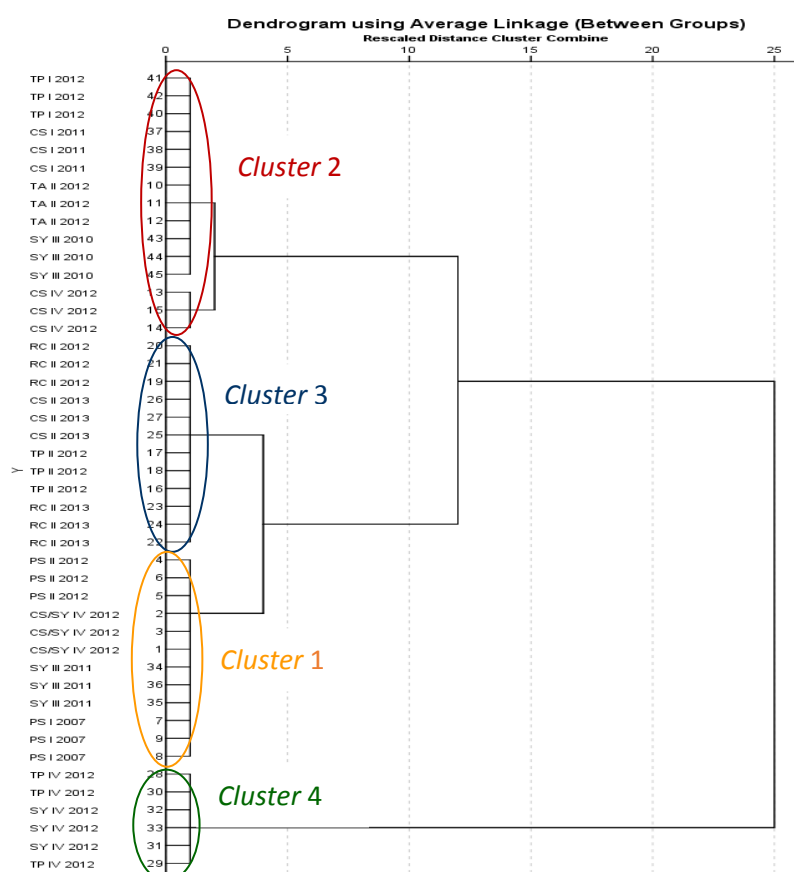 Dendrogram using Average Linkage (Between Groups)
Rescaled Distance Cluster Combine
0 5 10 15 20 25
TP I 2012 41
TP I 2012 42
TP I 2012 40
CS I 2011 37
CS I 2011 38
Cluster 2
CS I 2011 39
TA II 2012 10
TA II 2012 11
TA II 2012 12
SY III 2010 43
SY III 2010 44
SY III 2010 45
CS IV 2012 13
CS IV 2012 15
CS IV 2012 14
RC II 2012 20
RC II 2012 21
RC II 2012 19
Cluster 3
CS II 2013 26
CS II 2013 27
CS II 2013 25
TP II 2012 17
Y
TP II 2012 18
TP II 2012 16
RC II 2013 23
RC II 2013 24
RC II 2013 22
PS II 2012 4
PS II 2012 6
PS II 2012 5
CS/SY IV 2012 2
CS/SY IV 2012 3
CS/SY IV 2012 1
Cluster 1
SY III 2011 34
SY III 2011 36
SY III 2011 35
PS I 2007 7
PS I 2007 9
PS I 2007 8
TP IV 2012 28
TP IV 2012 30
Cluster 4
SY IV 2012 32
SY IV 2012 33
SY IV 2012 31
TP IV 2012 29